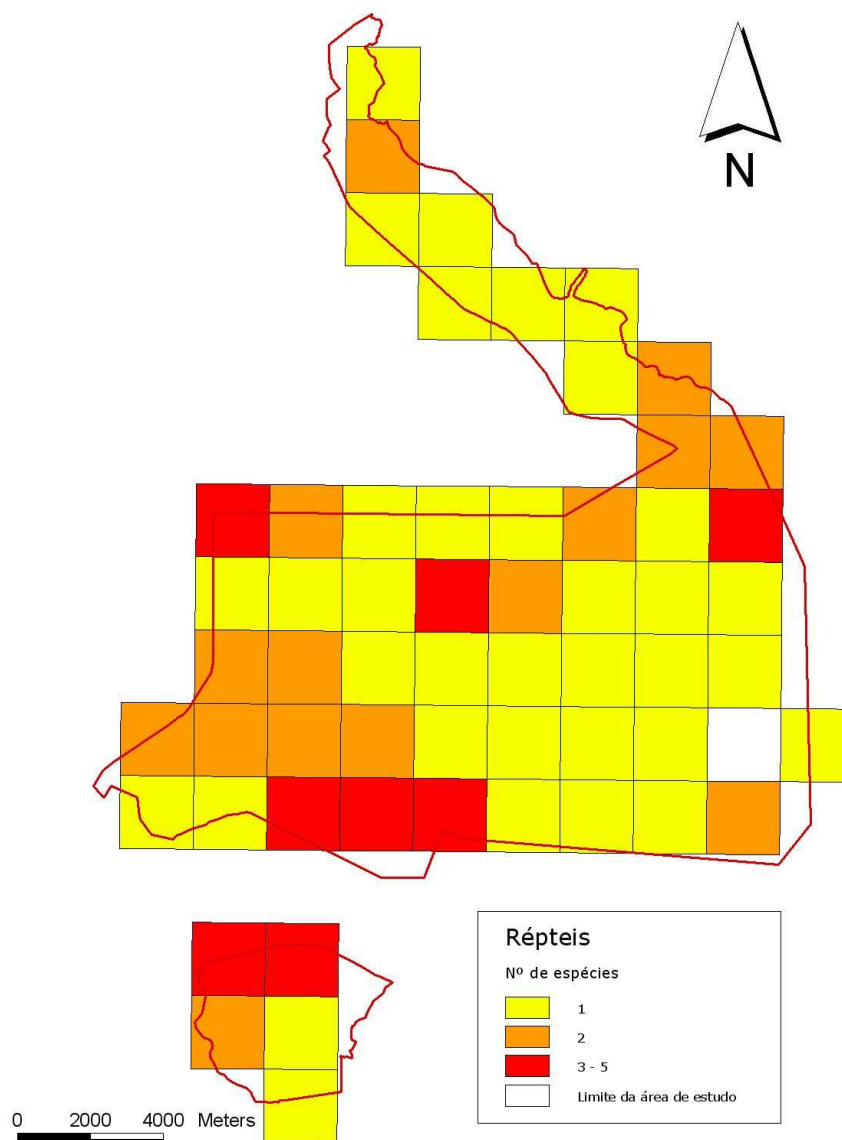 N
Répteis
Nº de espécies
1
2
3 - 5
Limite da área de estudo
0 2000 4000 Meters